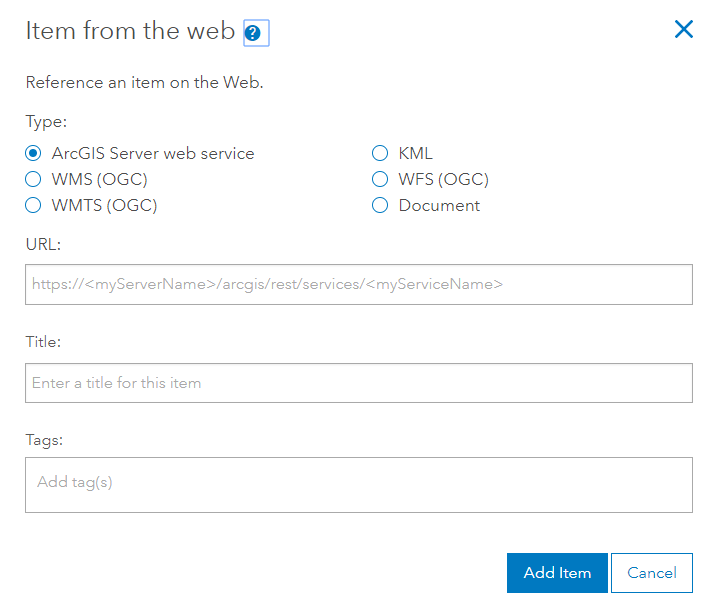 Item from the web ?
Reference an item on the Web.
Type:
ArcGIS Server web service
KML
WMS (OGC)
WFS (OGC)
WMTS (OGC)
Document
URL:
https://<myServerName>/arcgis/rest/services/<myServiceName>
Title:
Enter a title for this item
Tags:
Add tag(s)
Add Item
Cancel